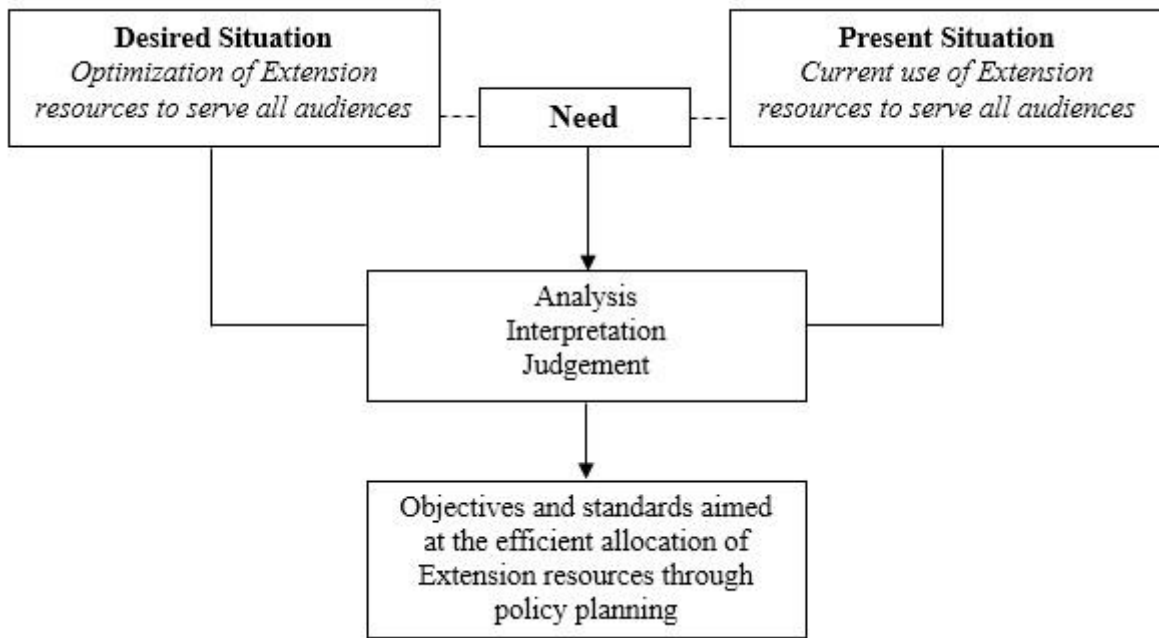 Desired Situation
Optimization of Extension
resources to serve all audiences
Need
Present Situation
Current use of Extension
resources to serve all audiences
Analysis
Interpretation
Judgement
Objectives and standards aimed
at the efficient allocation of
Extension resources through
policy planning